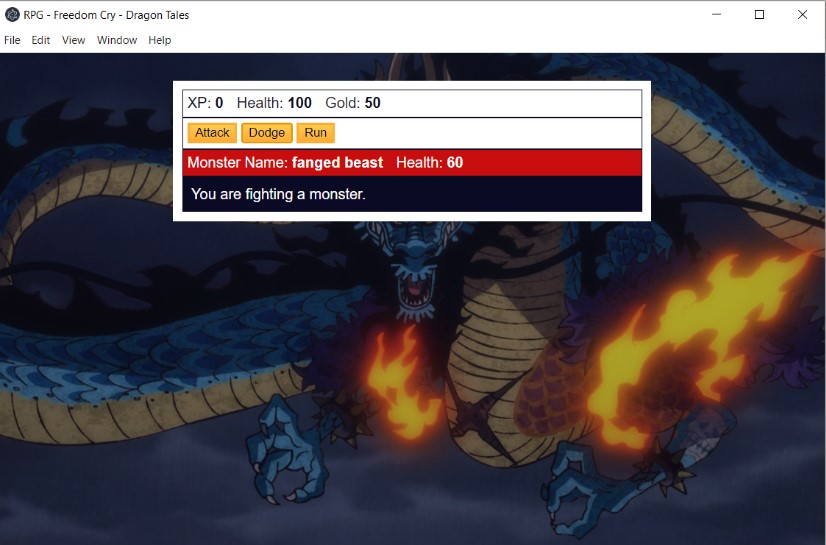 RPG - Freedom Cry - Dragon Tales
File Edit View Window Help
XP: 0 Health: 100 Gold: 50
Attack Dodge Run
Monster Name: fanged beast Health: 60
You are fighting a monster.